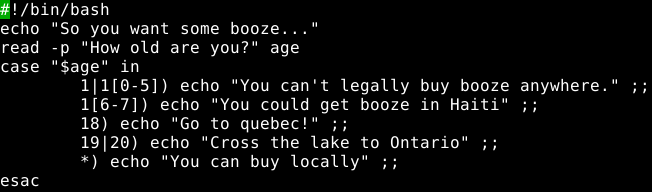 #!/bin/bash
echo "So you want some booze..."
read -p "How old are you?" age
case "$age" in
        1|1[0-5]) echo "You can't legally buy booze anywhere." ;;
        1[6-7]) echo "You could get booze in Haiti" ;;
        18) echo "Go to quebec!" ;;
        19|20) echo "Cross the lake to Ontario" ;;
        *) echo "You can buy locally" ;;
esac